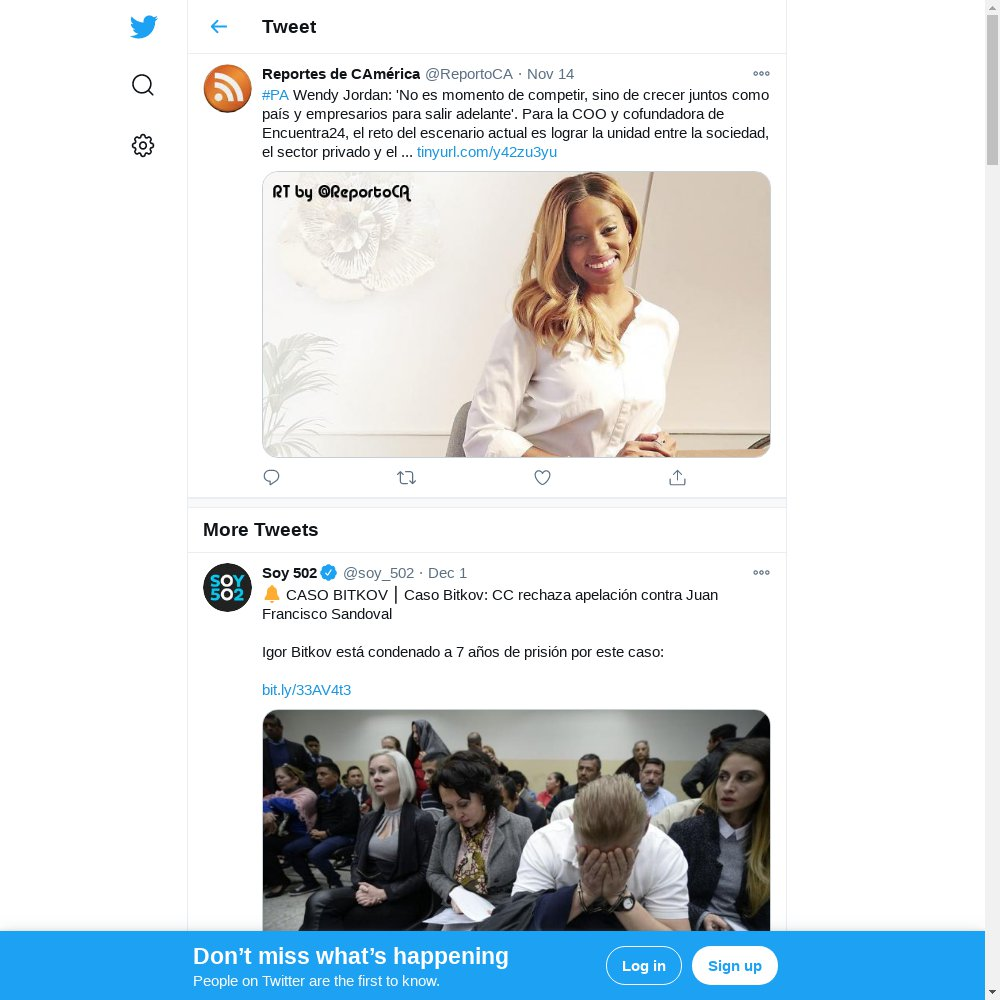 Tweet
Reportes de CAmérica @ReportoCA · Nov 14
#PA Wendy Jordan: 'No es momento de competir, sino de crecer juntos como
país y empresarios para salir adelante'. Para la COO y cofundadora de
Encuentra24, el reto del escenario actual es lograr la unidad entre la sociedad,
el sector privado y el ... tinyurl.com/y42zu3yu
RT by @ReportoCA
More Tweets
SOY
502
Soy 502 @soy_502 · Dec 1
🔔 CASO BITKOV | Caso Bitkov: CC rechaza apelación contra Juan
Francisco Sandoval
Igor Bitkov está condenado a 7 años de prisión por este caso:
bit.ly/33AV4t3
Don’t miss what’s happening
People on Twitter are the first to know.
Log in
Sign up